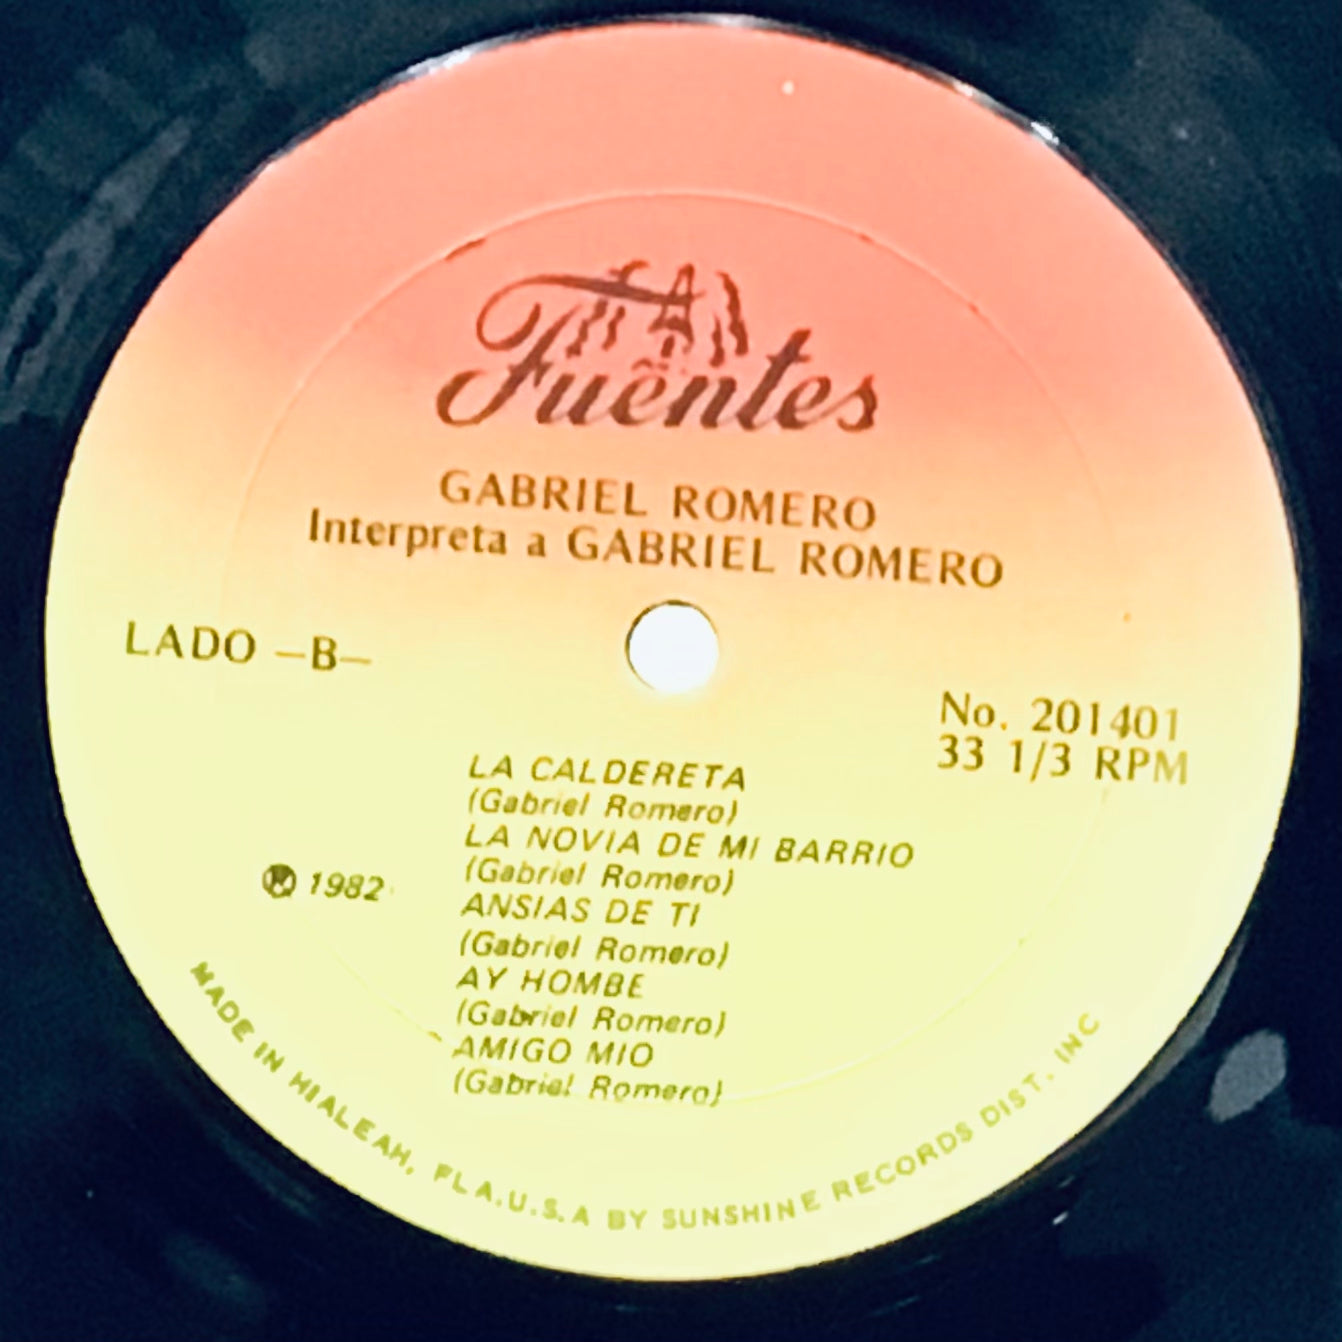 Fuentes
GABRIEL ROMERO
Interpreta a GABRIEL ROMERO
LADO —B—
No. 201401
33 1/3 RPM
LA CALDERETA
(Gabriel Romero)
LA NOVIA DE MI BARRIO
(Gabriel Romero)
ANSIAS DE TI
(Gabriel Romero)
AY HOMBE
(Gabriel Romero)
AMIGO MIO
(Gabriel Romero)
1982
MADE IN HIALEAH, FLA.U.S.A BY SUNSHINE RECORDS DIST. INC